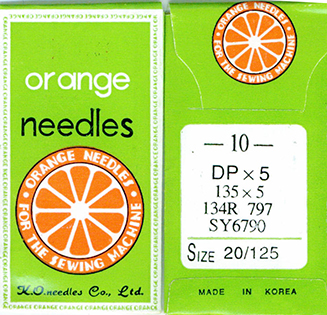 orange
needles
ORANGE NEEDLES
FOR THE SEWING MACHINE
K.O. needles Co., Ltd.
ORANGE NEEDLES
FOR THE SEWING MACHINE
— 10 —
DP × 5
135 × 5
134R 797
SY6790
SIZE 20/125
MADE IN KOREA